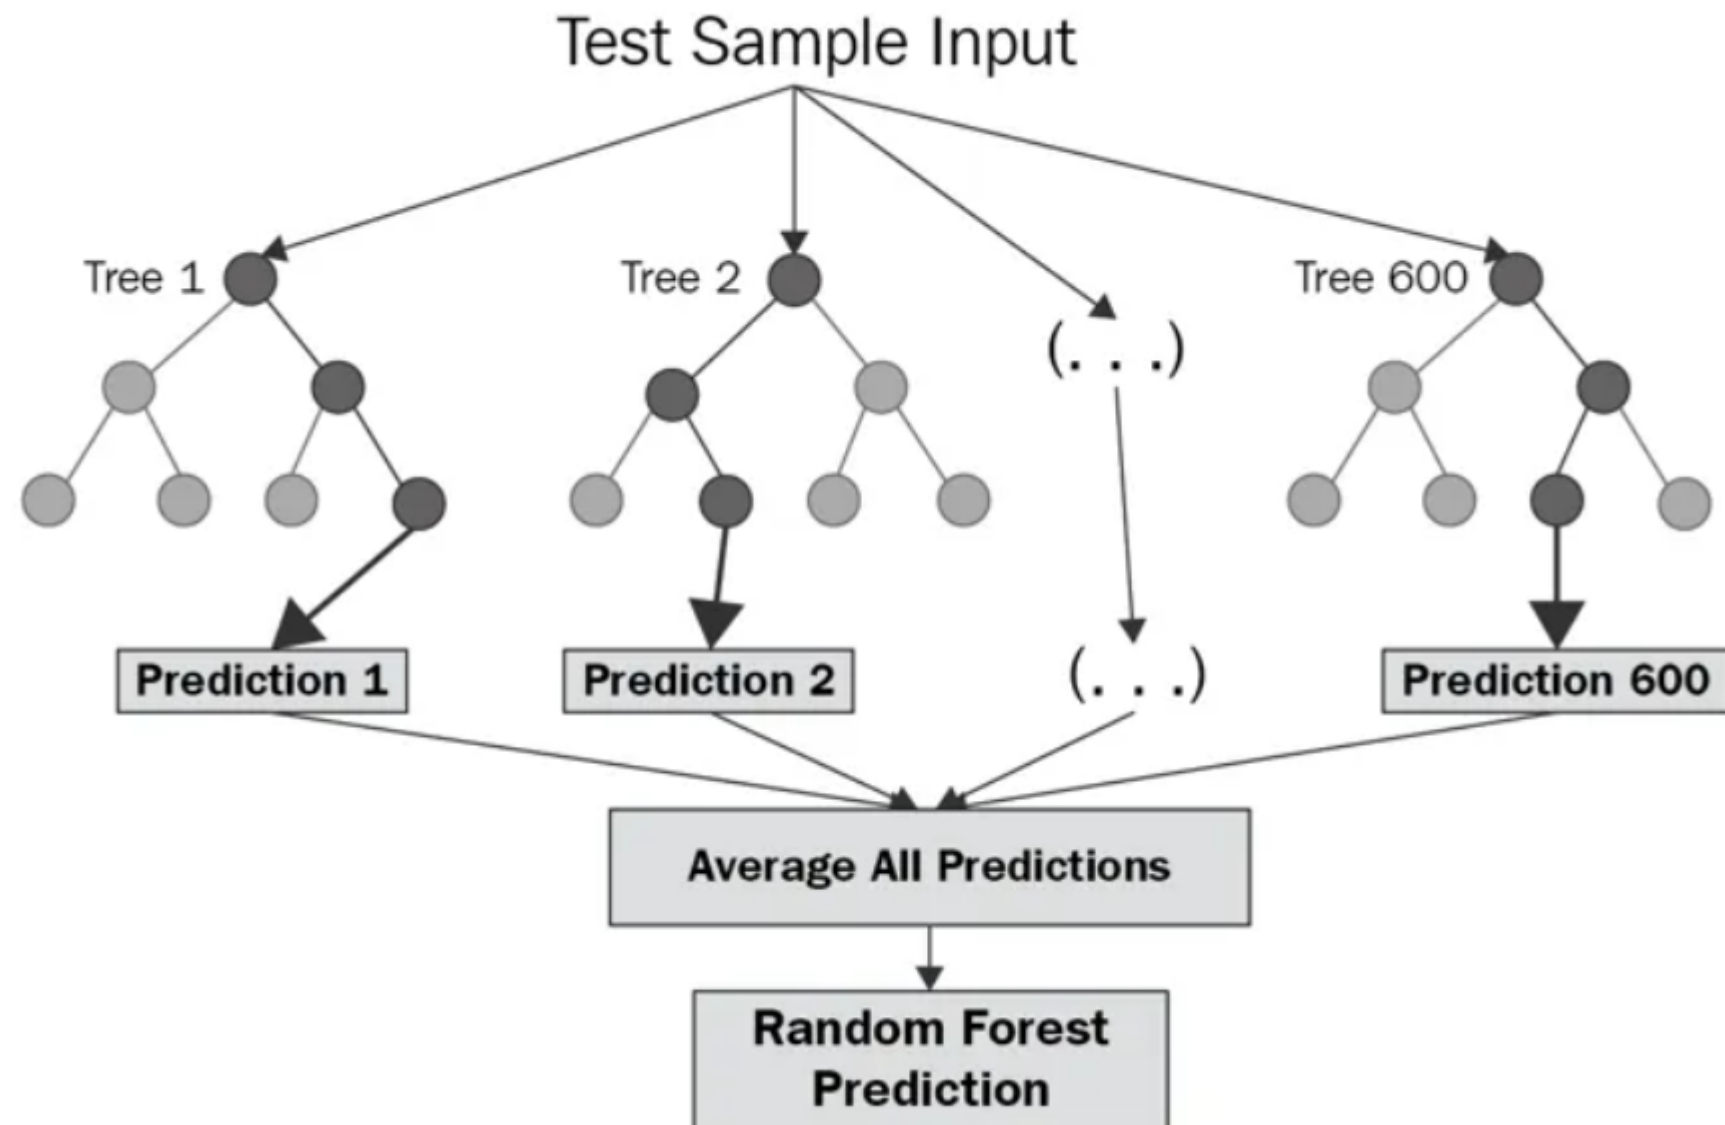 Test Sample Input
Tree 1
Tree 2
Tree 600
(. . .)
Prediction 1
Prediction 2
(. . .)
Prediction 600
Average All Predictions
Random Forest
Prediction